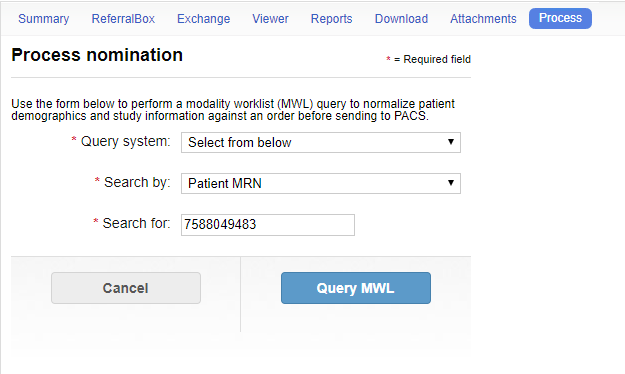 Summary ReferralBox Exchange Viewer Reports Download Attachments Process
Process nomination
* = Required field
Use the form below to perform a modality worklist (MWL) query to normalize patient
demographics and study information against an order before sending to PACS.
* Query system: Select from below
* Search by: Patient MRN
* Search for: 7588049483
Cancel Query MWL